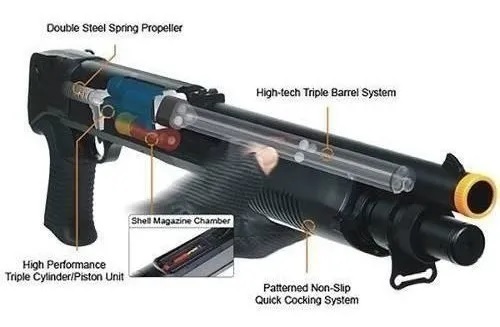 Double Steel Spring Propeller
High-tech Triple Barrel System
Shell Magazine Chamber
High Performance
Triple Cylinder/Piston Unit
Patterned Non-Slip
Quick Cocking System